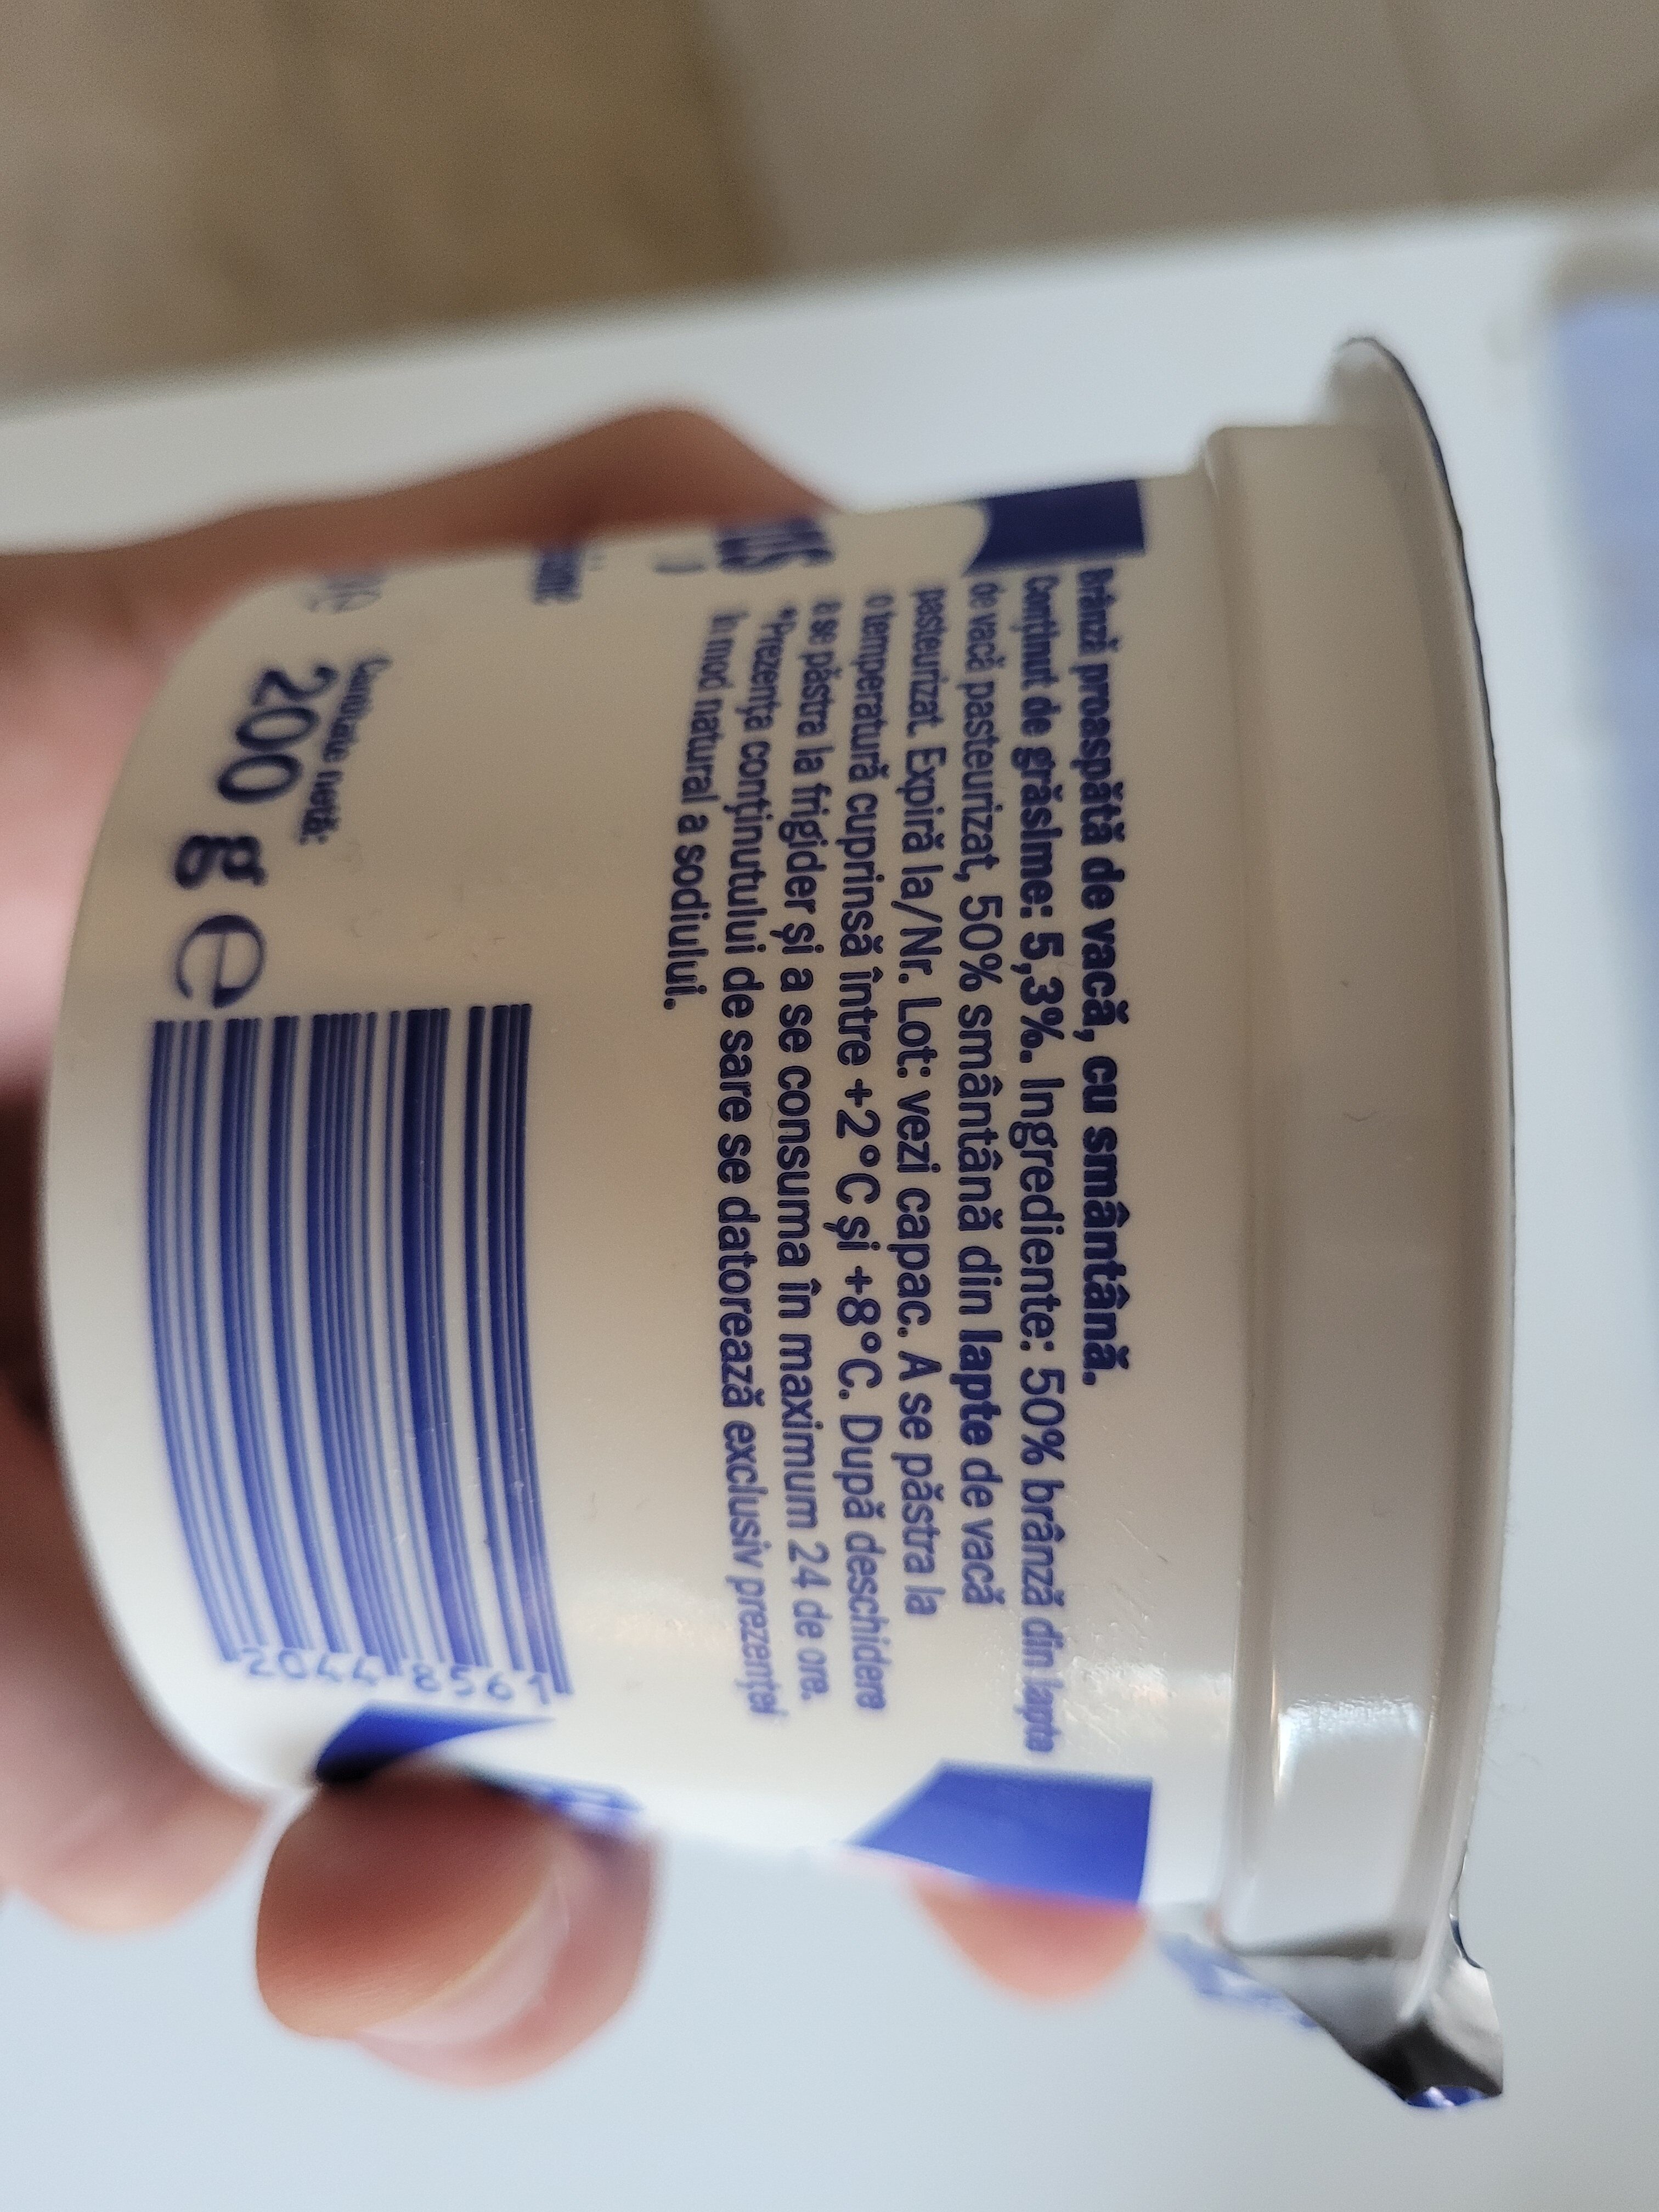 Brânză proaspătă de vacă, cu smântână.
Conținut de grăsime: 5,3%. Ingrediente: 50% brânză din lapte
de vacă pasteurizat, 50% smântână din lapte de vacă
pasteurizat. Expiră la/Nr. Lot: vezi capac. A se păstra la
o temperatură cuprinsă între +2°C și +8°C. După deschidere
a se păstra la frigider și a se consuma în maximum 24 de ore.
*Prezența conținutului de sare se datorează exclusiv prezenței
în mod natural a sodiului.
Cantitate netă:
200 g e
2044 8561